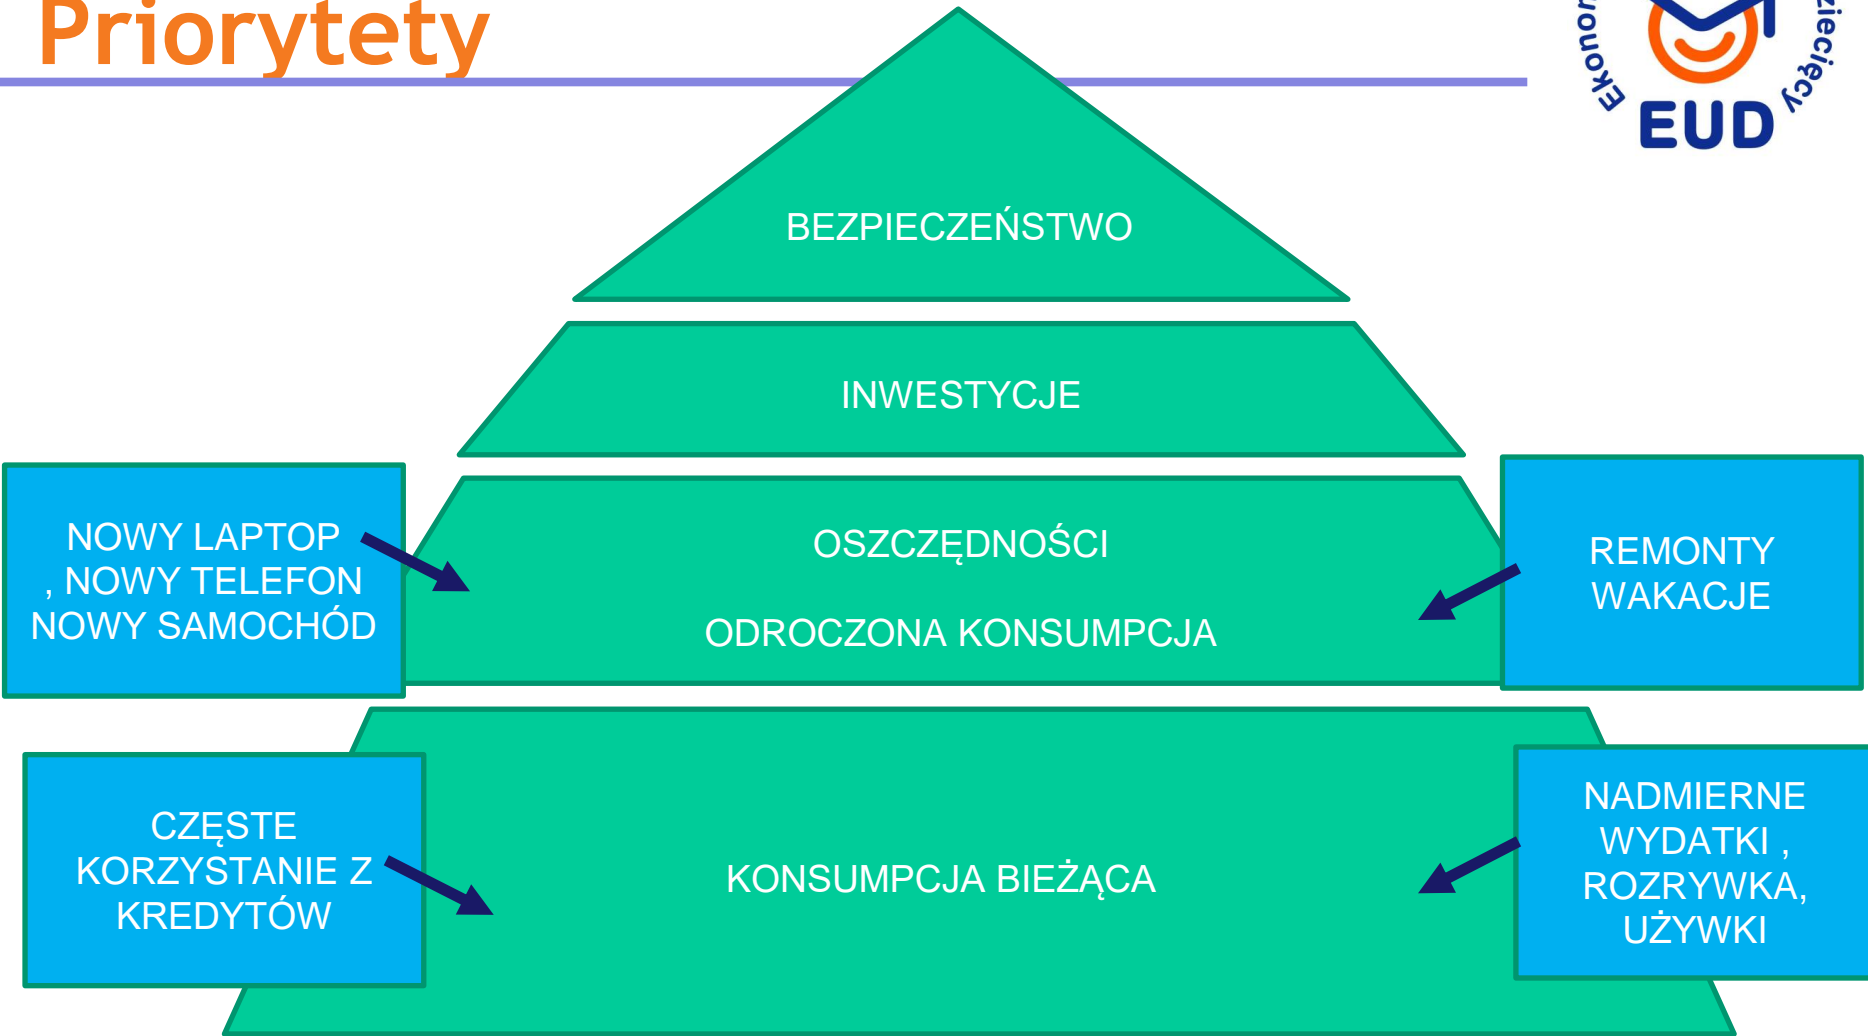 Priorytety
EUD
BEZPIECZEŃSTWO
INWESTYCJE
NOWY LAPTOP
, NOWY TELEFON
NOWY SAMOCHÓD
OSZCZĘDNOŚCI
ODROCZONA KONSUMPCJA
REMONTY
WAKACJE
CZĘSTE
KORZYSTANIE Z
KREDYTÓW
KONSUMPCJA BIEŻĄCA
NADMIERNE
WYDATKI ,
ROZRYWKA,
UŻYWKI